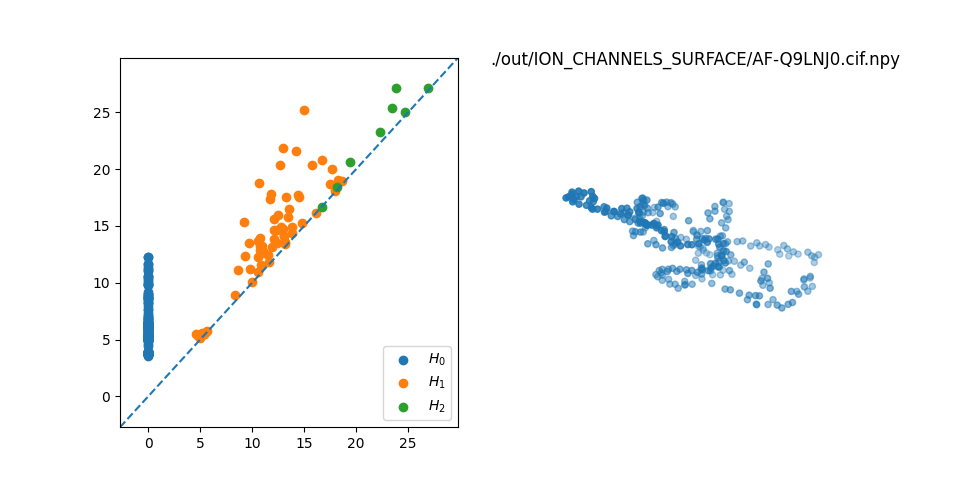 ./out/ION_CHANNELS_SURFACE/AF-Q9LNJ0.cif.npy
25
20
15
10
5
0
H₀
H₁
H₂
0 5 10 15 20 25